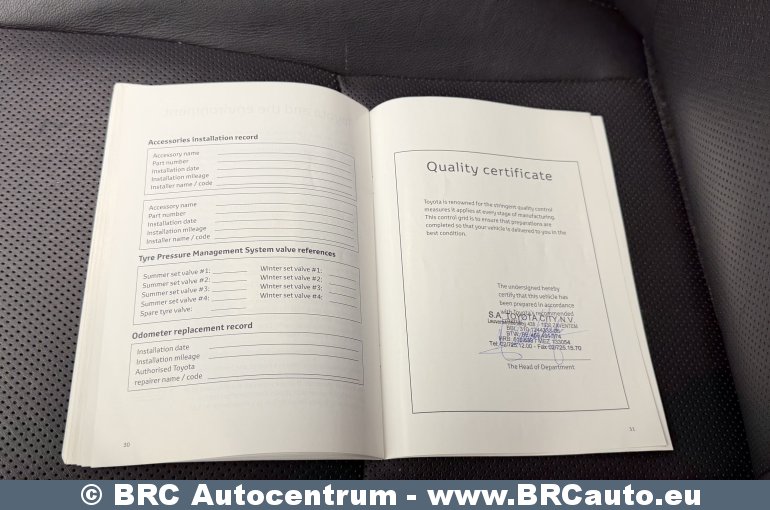 Accessories installation record
Accessory name
Part number
Installation date
Installation mileage
Installer name / code
Accessory name
Part number
Installation date
Installation mileage
Installer name / code
Tyre Pressure Management System valve references
Summer set valve #1: Winter set valve #1:
Summer set valve #2: Winter set valve #2:
Summer set valve #3: Winter set valve #3:
Summer set valve #4: Winter set valve #4:
Spare tyre valve:
Odometer replacement record
Installation date
Installation mileage
Authorised Toyota
repairer name / code
30
Quality certificate
Toyota is renowned for the stringent quality control
measures it applies at every stage of manufacturing.
This control grid is to ensure that preparations are
completed so that your vehicle is delivered to you in the
best condition.
The undersigned hereby
certify that this vehicle has
been prepared in accordance
with Toyota's recommended
S.A. TOYOTA CITY N.V.
The Head of Department
31
© BRC Autocentrum - www.BRCauto.eu